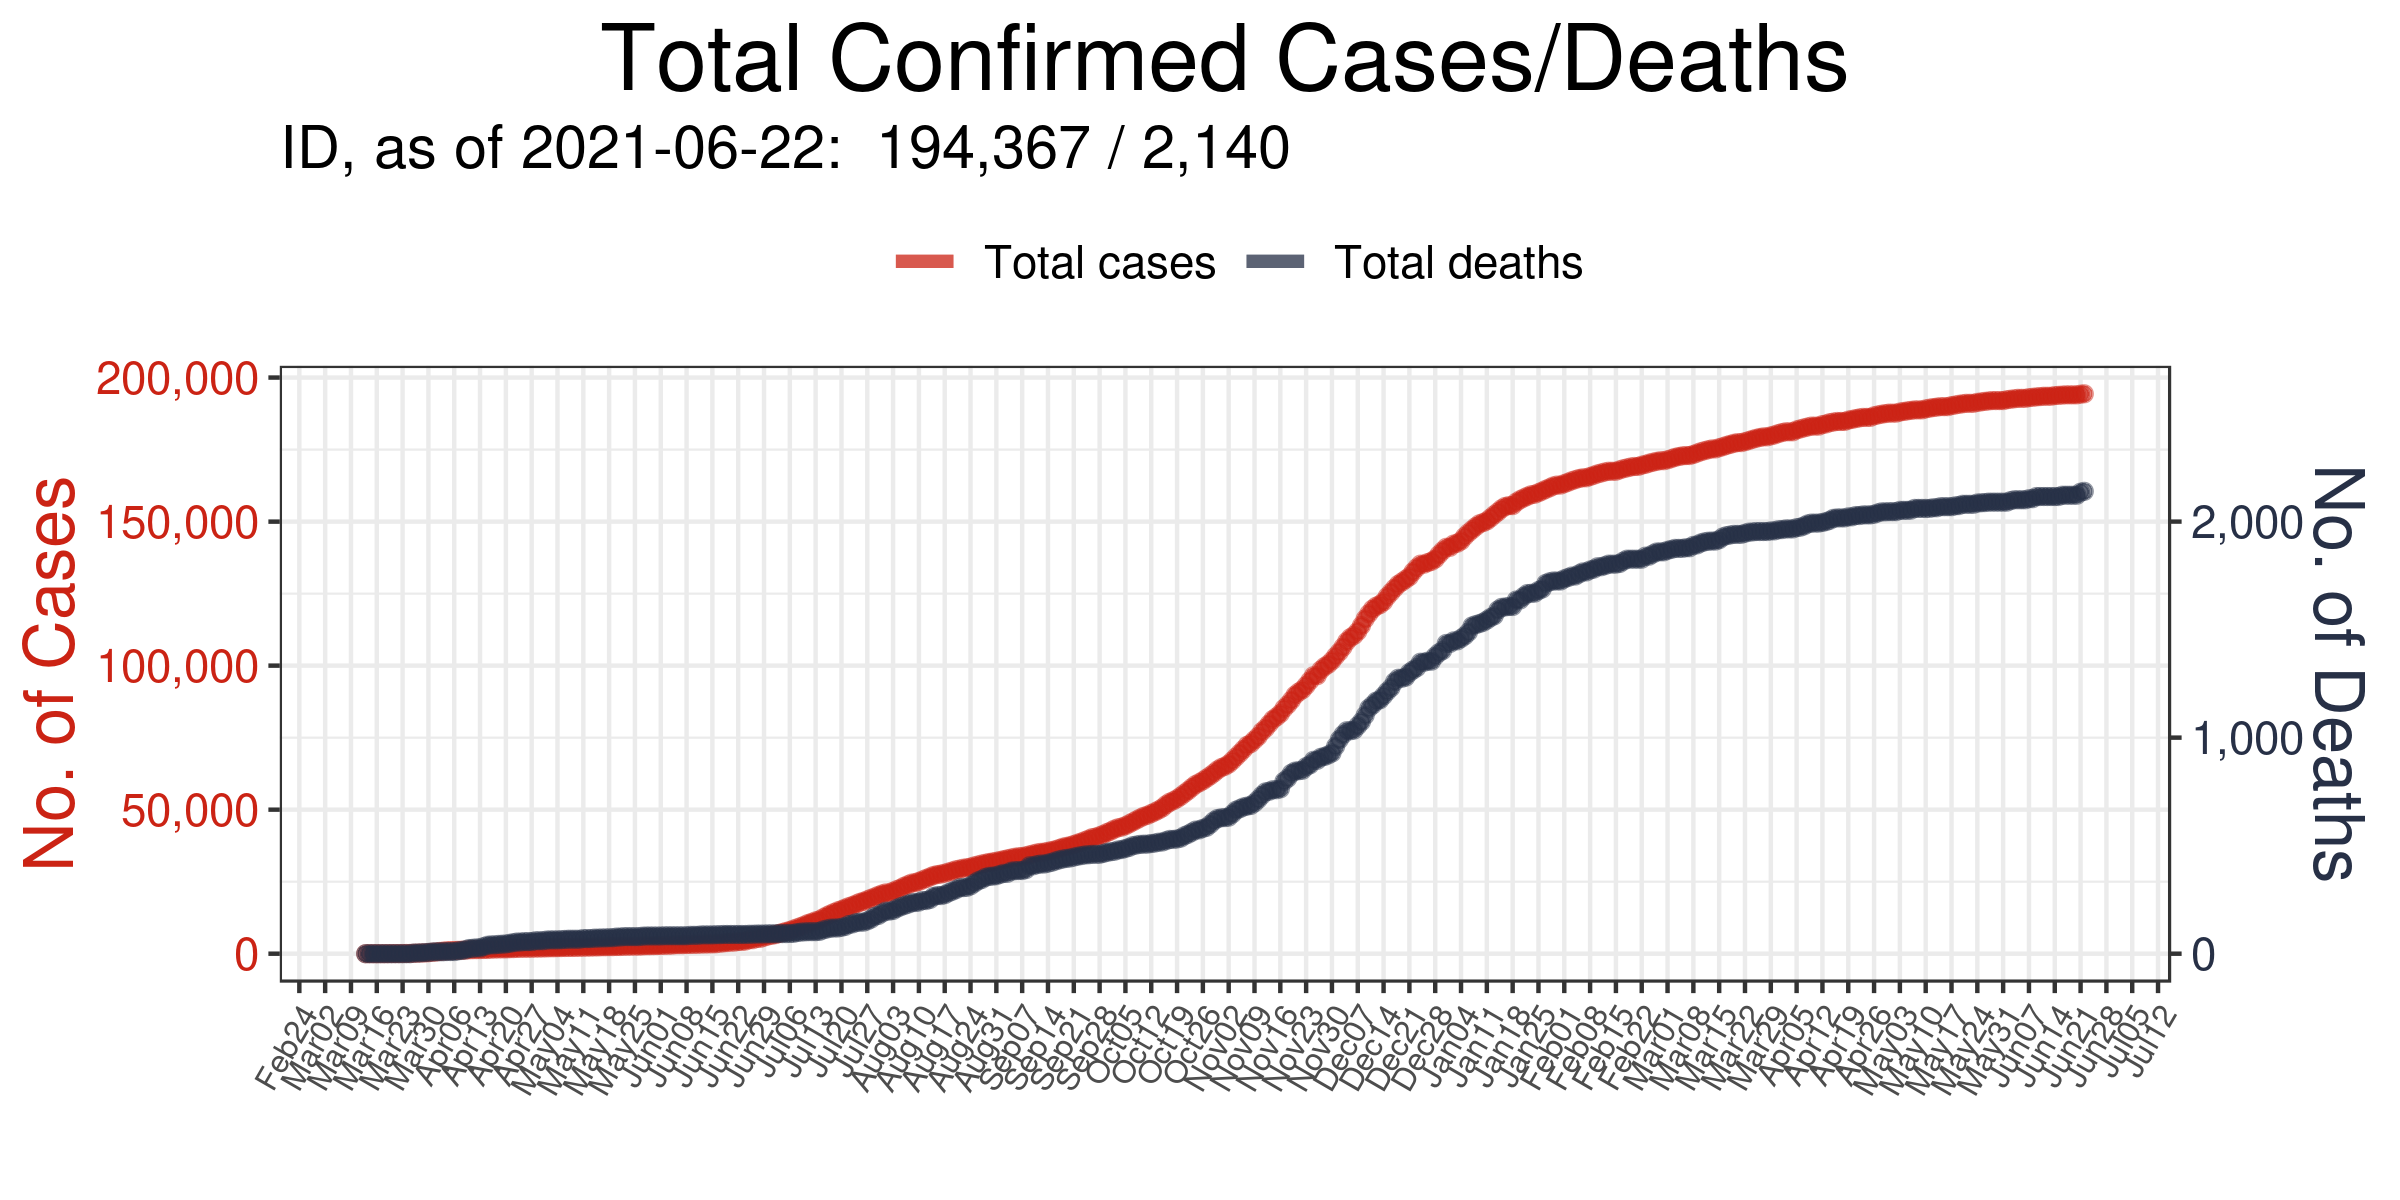 Total Confirmed Cases/Deaths
ID, as of 2021-06-22:  194,367 / 2,140
Total cases
Total deaths
No. of Cases
200,000
150,000
100,000
50,000
0
No. of Deaths
2,000
1,000
0
Feb24
Mar02
Mar09
Mar16
Mar23
Mar30
Apr06
Apr13
Apr20
Apr27
May04
May11
May18
May25
Jun01
Jun08
Jun15
Jun22
Jun29
Jul06
Jul13
Jul20
Jul27
Aug03
Aug10
Aug17
Aug24
Aug31
Sep07
Sep14
Sep21
Sep28
Oct05
Oct12
Oct19
Oct26
Nov02
Nov09
Nov16
Nov23
Nov30
Dec07
Dec14
Dec21
Dec28
Jan04
Jan11
Jan18
Jan25
Feb01
Feb08
Feb15
Feb22
Mar01
Mar08
Mar15
Mar22
Mar29
Apr05
Apr12
Apr19
Apr26
May03
May10
May17
May24
May31
Jun07
Jun14
Jun21
Jun28
Jul05
Jul12